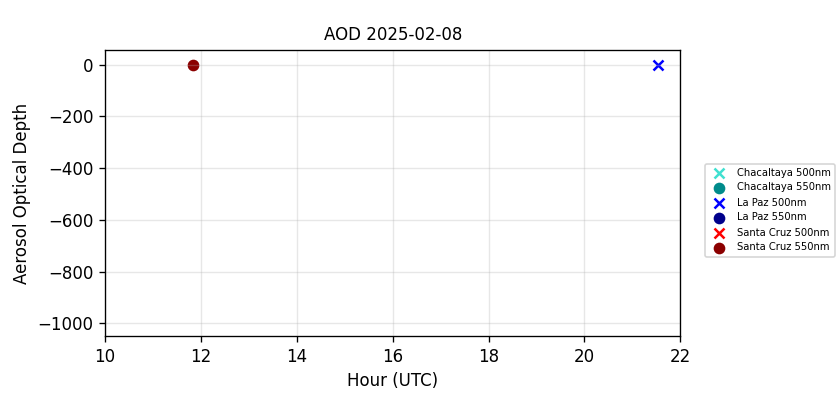 AOD 2025-02-08
Aerosol Optical Depth
0
−200
−400
−600
−800
−1000
10 12 14 16 18 20 22
Hour (UTC)
Chacaltaya 500nm
Chacaltaya 550nm
La Paz 500nm
La Paz 550nm
Santa Cruz 500nm
Santa Cruz 550nm